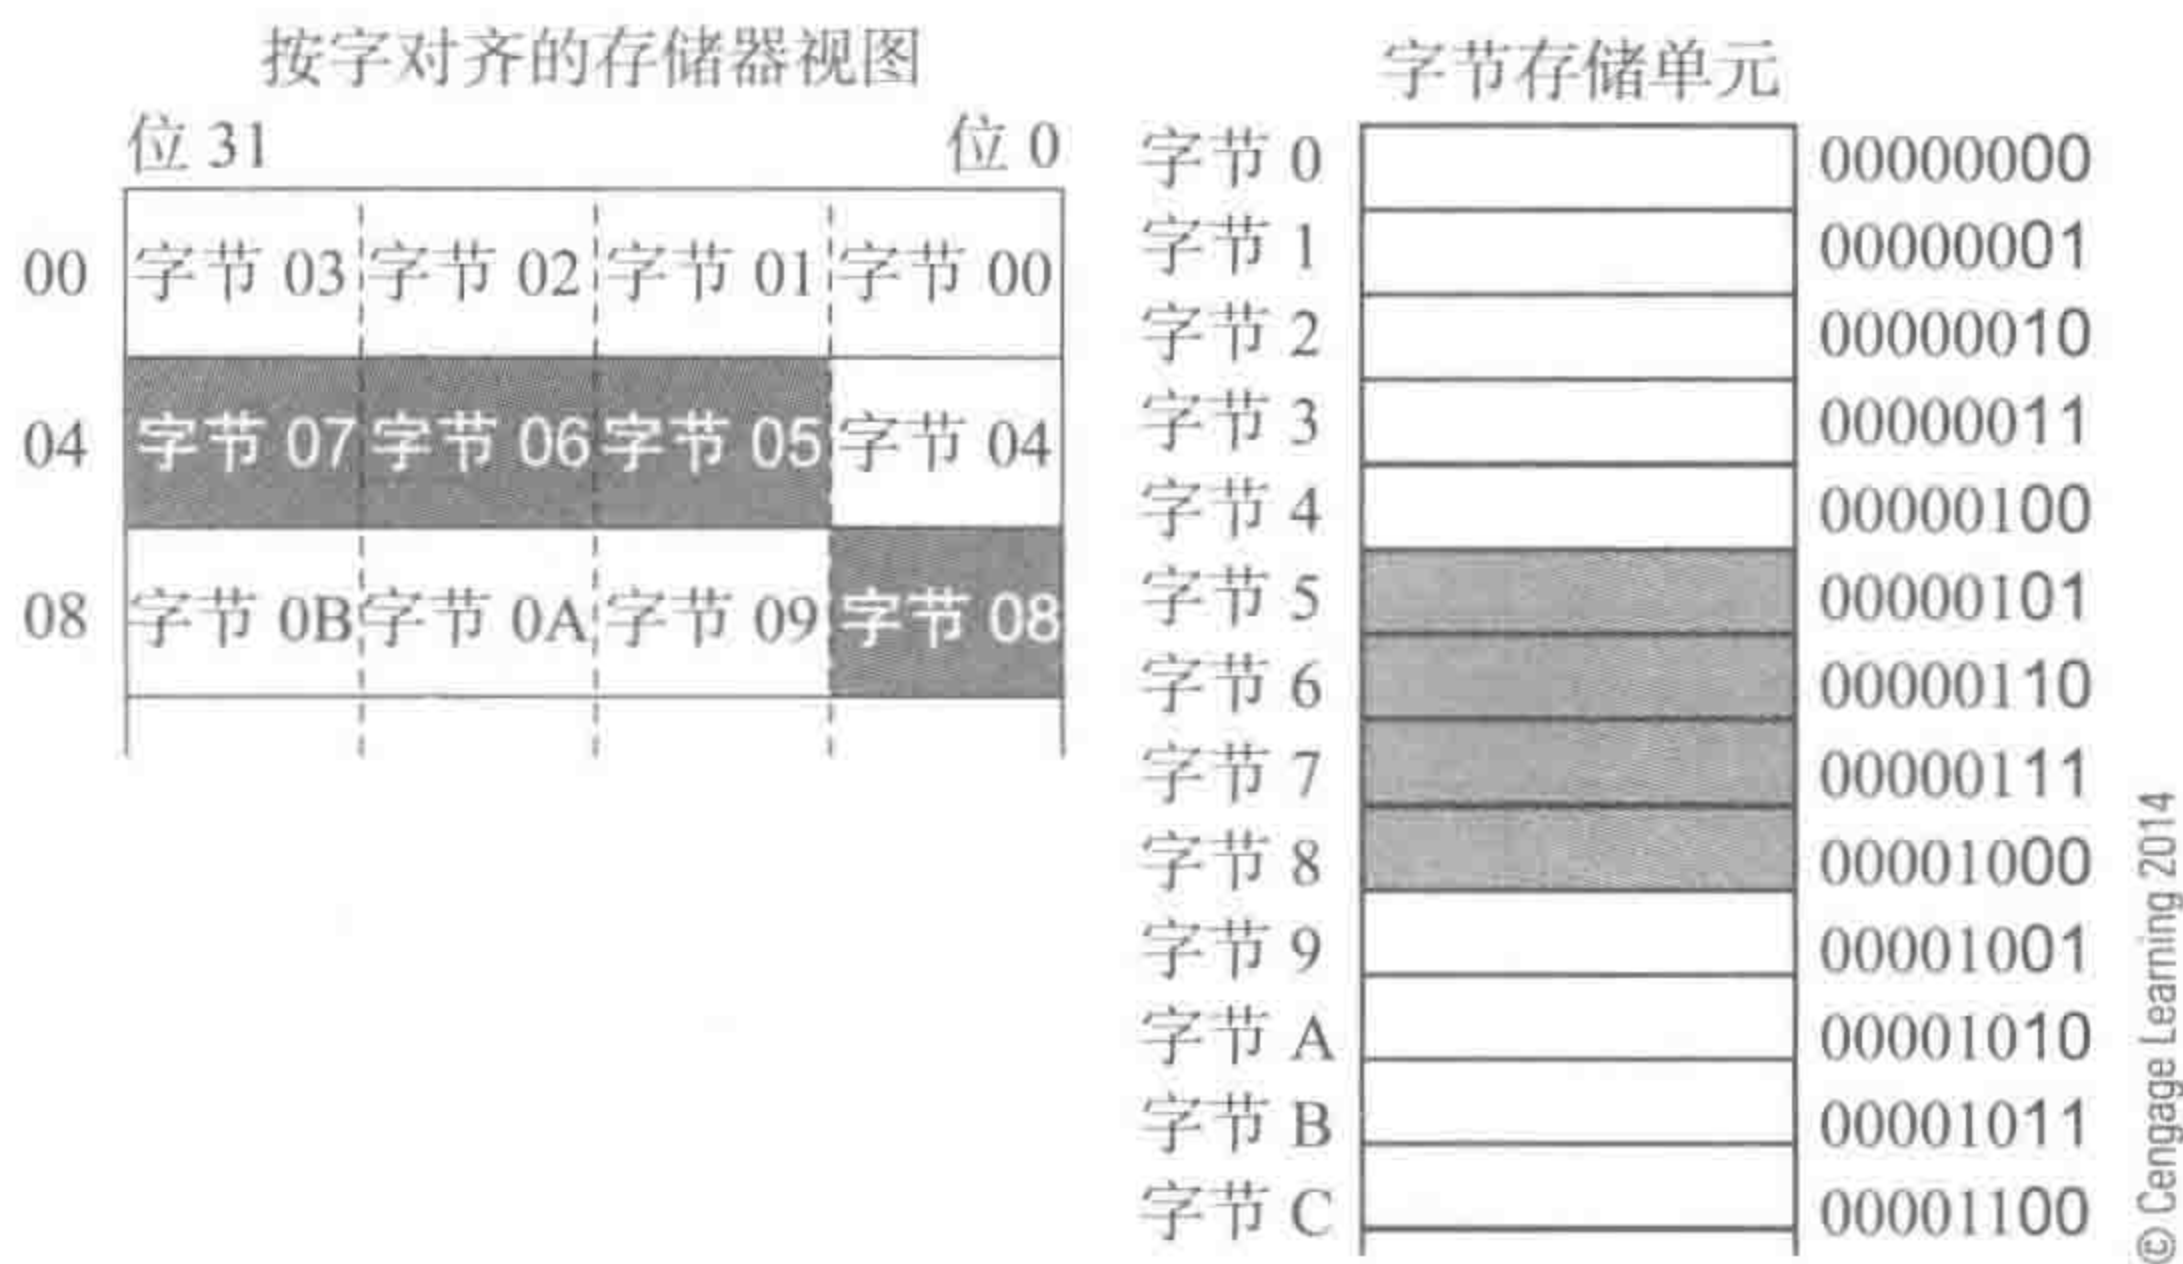 按字对齐的存储器视图
位 31 位 0
00 字节 03 字节 02 字节 01 字节 00
04 字节 07 字节 06 字节 05 字节 04
08 字节 0B 字节 0A 字节 09 字节 08
字节存储单元
字节 0 00000000
字节 1 00000001
字节 2 00000010
字节 3 00000011
字节 4 00000100
字节 5 00000101
字节 6 00000110
字节 7 00000111
字节 8 00001000
字节 9 00001001
字节 A 00001010
字节 B 00001011
字节 C 00001100
© Cengage Learning 2014